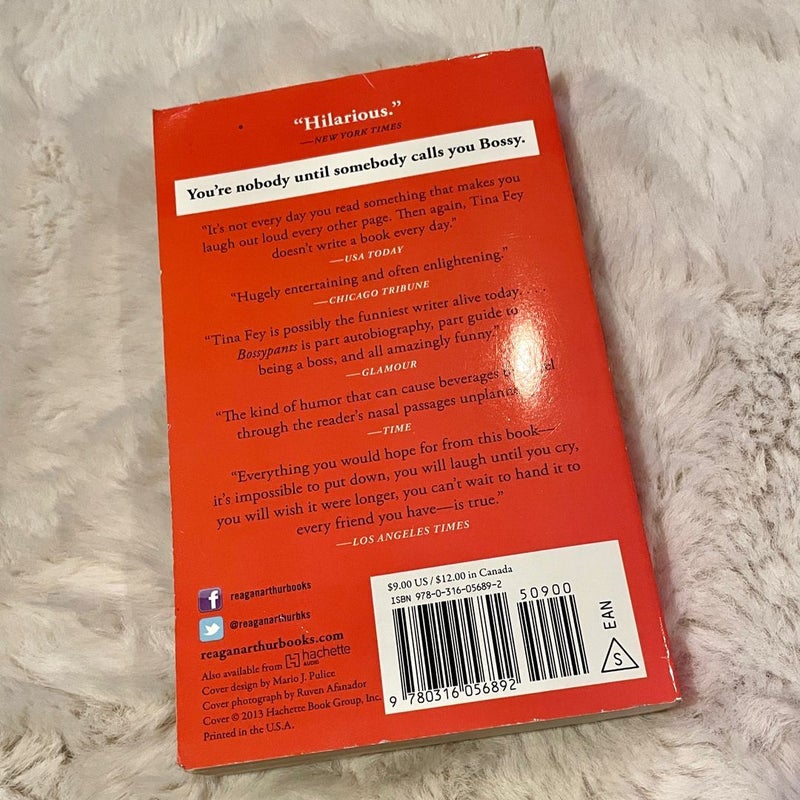 “Hilarious.”
—NEW YORK TIMES
You’re nobody until somebody calls you Bossy.
“It’s not every day you read something that makes you
laugh out loud every other page. Then again, Tina Fey
doesn’t write a book every day.”
—USA TODAY
“Hugely entertaining and often enlightening.”
—CHICAGO TRIBUNE
“Tina Fey is possibly the funniest writer alive today. . . .
Bossypants is part autobiography, part guide to
being a boss, and all amazingly funny.”
—GLAMOUR
“The kind of humor that can cause beverages
through the reader’s nasal passages
—TIME
“Everything you would hope for from this book—
it’s impossible to put down, you will laugh until you cry,
you will wish it were longer, you can’t wait to hand it to
every friend you have—is true.”
—LOS ANGELES TIMES
reaganarthurbooks
@reaganarthurbks
reaganarthurbooks.com
Also available from hachette
AUDIO
Cover design by Mario J. Pulice
Cover photograph by Ruven Afanador
Cover © 2013 Hachette Book Group, Inc.
Printed in the U.S.A.
$9.00 US / $12.00 in Canada
ISBN 978-0-316-05689-2
50900
9 780316 056892
EAN
S